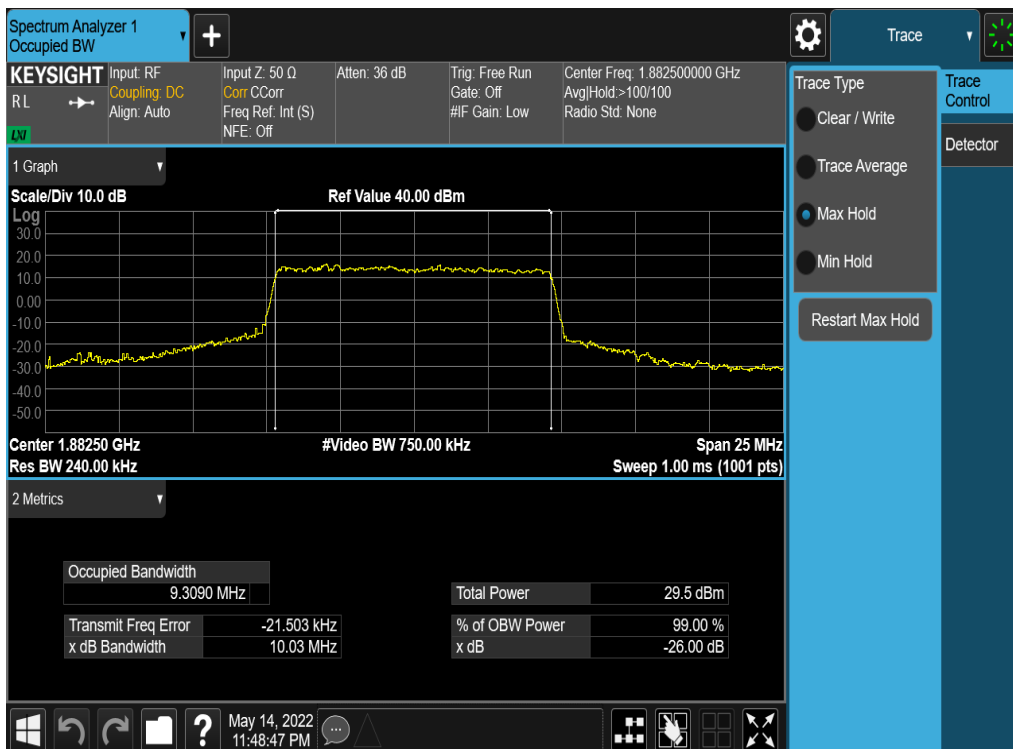 Spectrum Analyzer 1
Occupied BW
+
Trace
KEYSIGHT
RL
LXI
Input: RF
Coupling: DC
Align: Auto
Input Z: 50 Ω
Corr CCorr
Freq Ref: Int (S)
NFE: Off
Atten: 36 dB
Trig: Free Run
Gate: Off
#IF Gain: Low
Center Freq: 1.882500000 GHz
Avg|Hold:>100/100
Radio Std: None
Trace Type
Clear / Write
Trace Average
Max Hold
Min Hold
Restart Max Hold
Trace
Control
Detector
1 Graph
Scale/Div 10.0 dB
Ref Value 40.00 dBm
Log
30.0
20.0
10.0
0.00
-10.0
-20.0
-30.0
-40.0
-50.0
Center 1.88250 GHz
#Video BW 750.00 kHz
Span 25 MHz
Res BW 240.00 kHz
Sweep 1.00 ms (1001 pts)
2 Metrics
Occupied Bandwidth
9.3090 MHz
Total Power 29.5 dBm
Transmit Freq Error -21.503 kHz
% of OBW Power 99.00 %
x dB Bandwidth 10.03 MHz
x dB -26.00 dB
?
May 14, 2022
11:48:47 PM